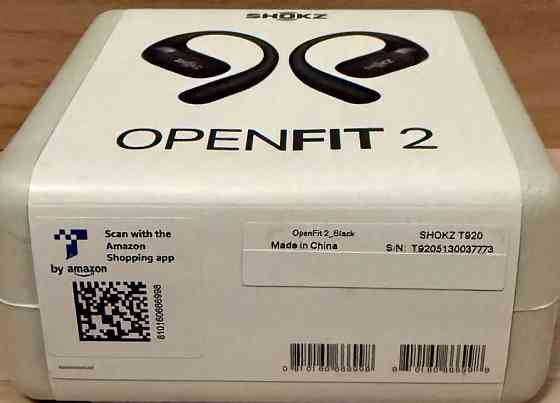 SHOKZ
OPENFIT 2
Scan with the
Amazon
Shopping app
by amazon
810160686998
OpenFit 2_Black
Made in China
SHOKZ T920
S/N: T9205130037773